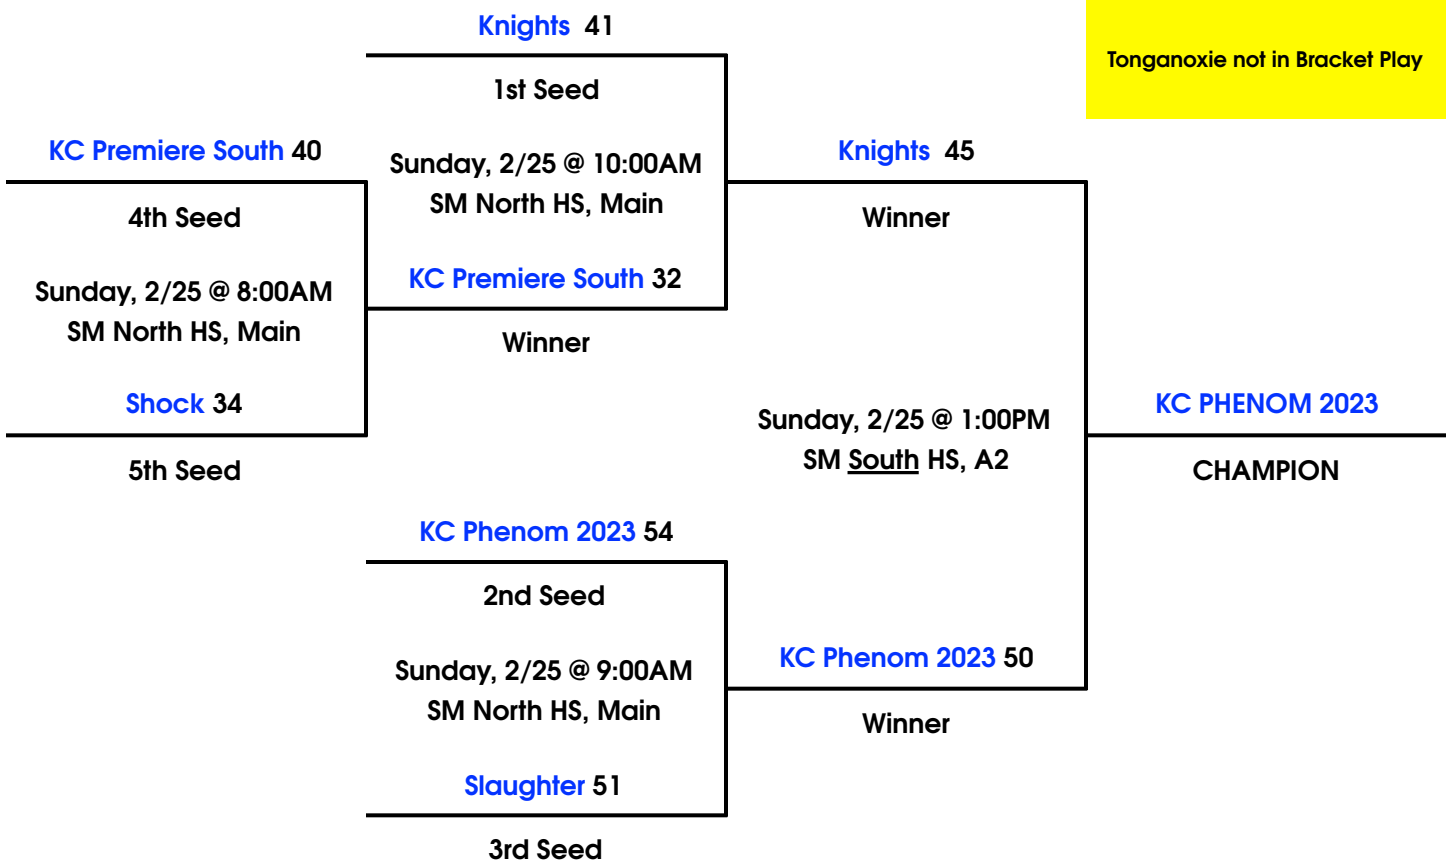 Knights 41
1st Seed
Tonganoxie not in Bracket Play
KC Premiere South 40
4th Seed
Sunday, 2/25 @ 8:00AM
SM North HS, Main
Shock 34
5th Seed
Sunday, 2/25 @ 10:00AM
SM North HS, Main
KC Premiere South 32
Winner
Knights 45
Winner
Sunday, 2/25 @ 1:00PM
SM South HS, A2
KC PHENOM 2023
CHAMPION
KC Phenom 2023 54
2nd Seed
Sunday, 2/25 @ 9:00AM
SM North HS, Main
Slaughter 51
3rd Seed
KC Phenom 2023 50
Winner